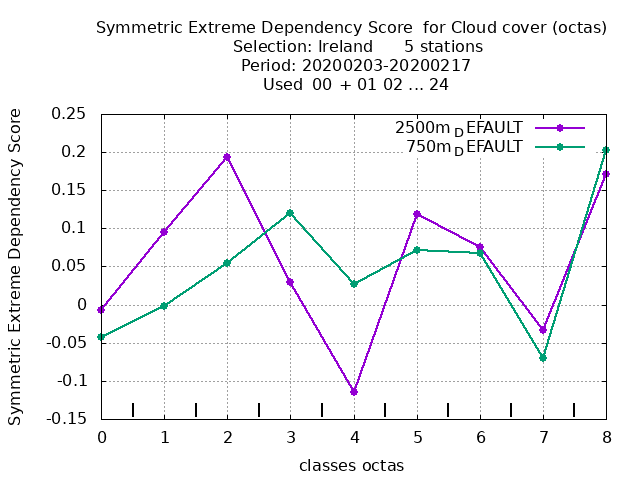 Symmetric Extreme Dependency Score for Cloud cover (octas)
Selection: Ireland 5 stations
Period: 20200203-20200217
Used 00 + 01 02 ... 24
2500m_DEFAULT
750m_DEFAULT
Symmetric Extreme Dependency Score
0.25
0.2
0.15
0.1
0.05
0
-0.05
-0.1
-0.15
0 1 2 3 4 5 6 7 8
classes octas